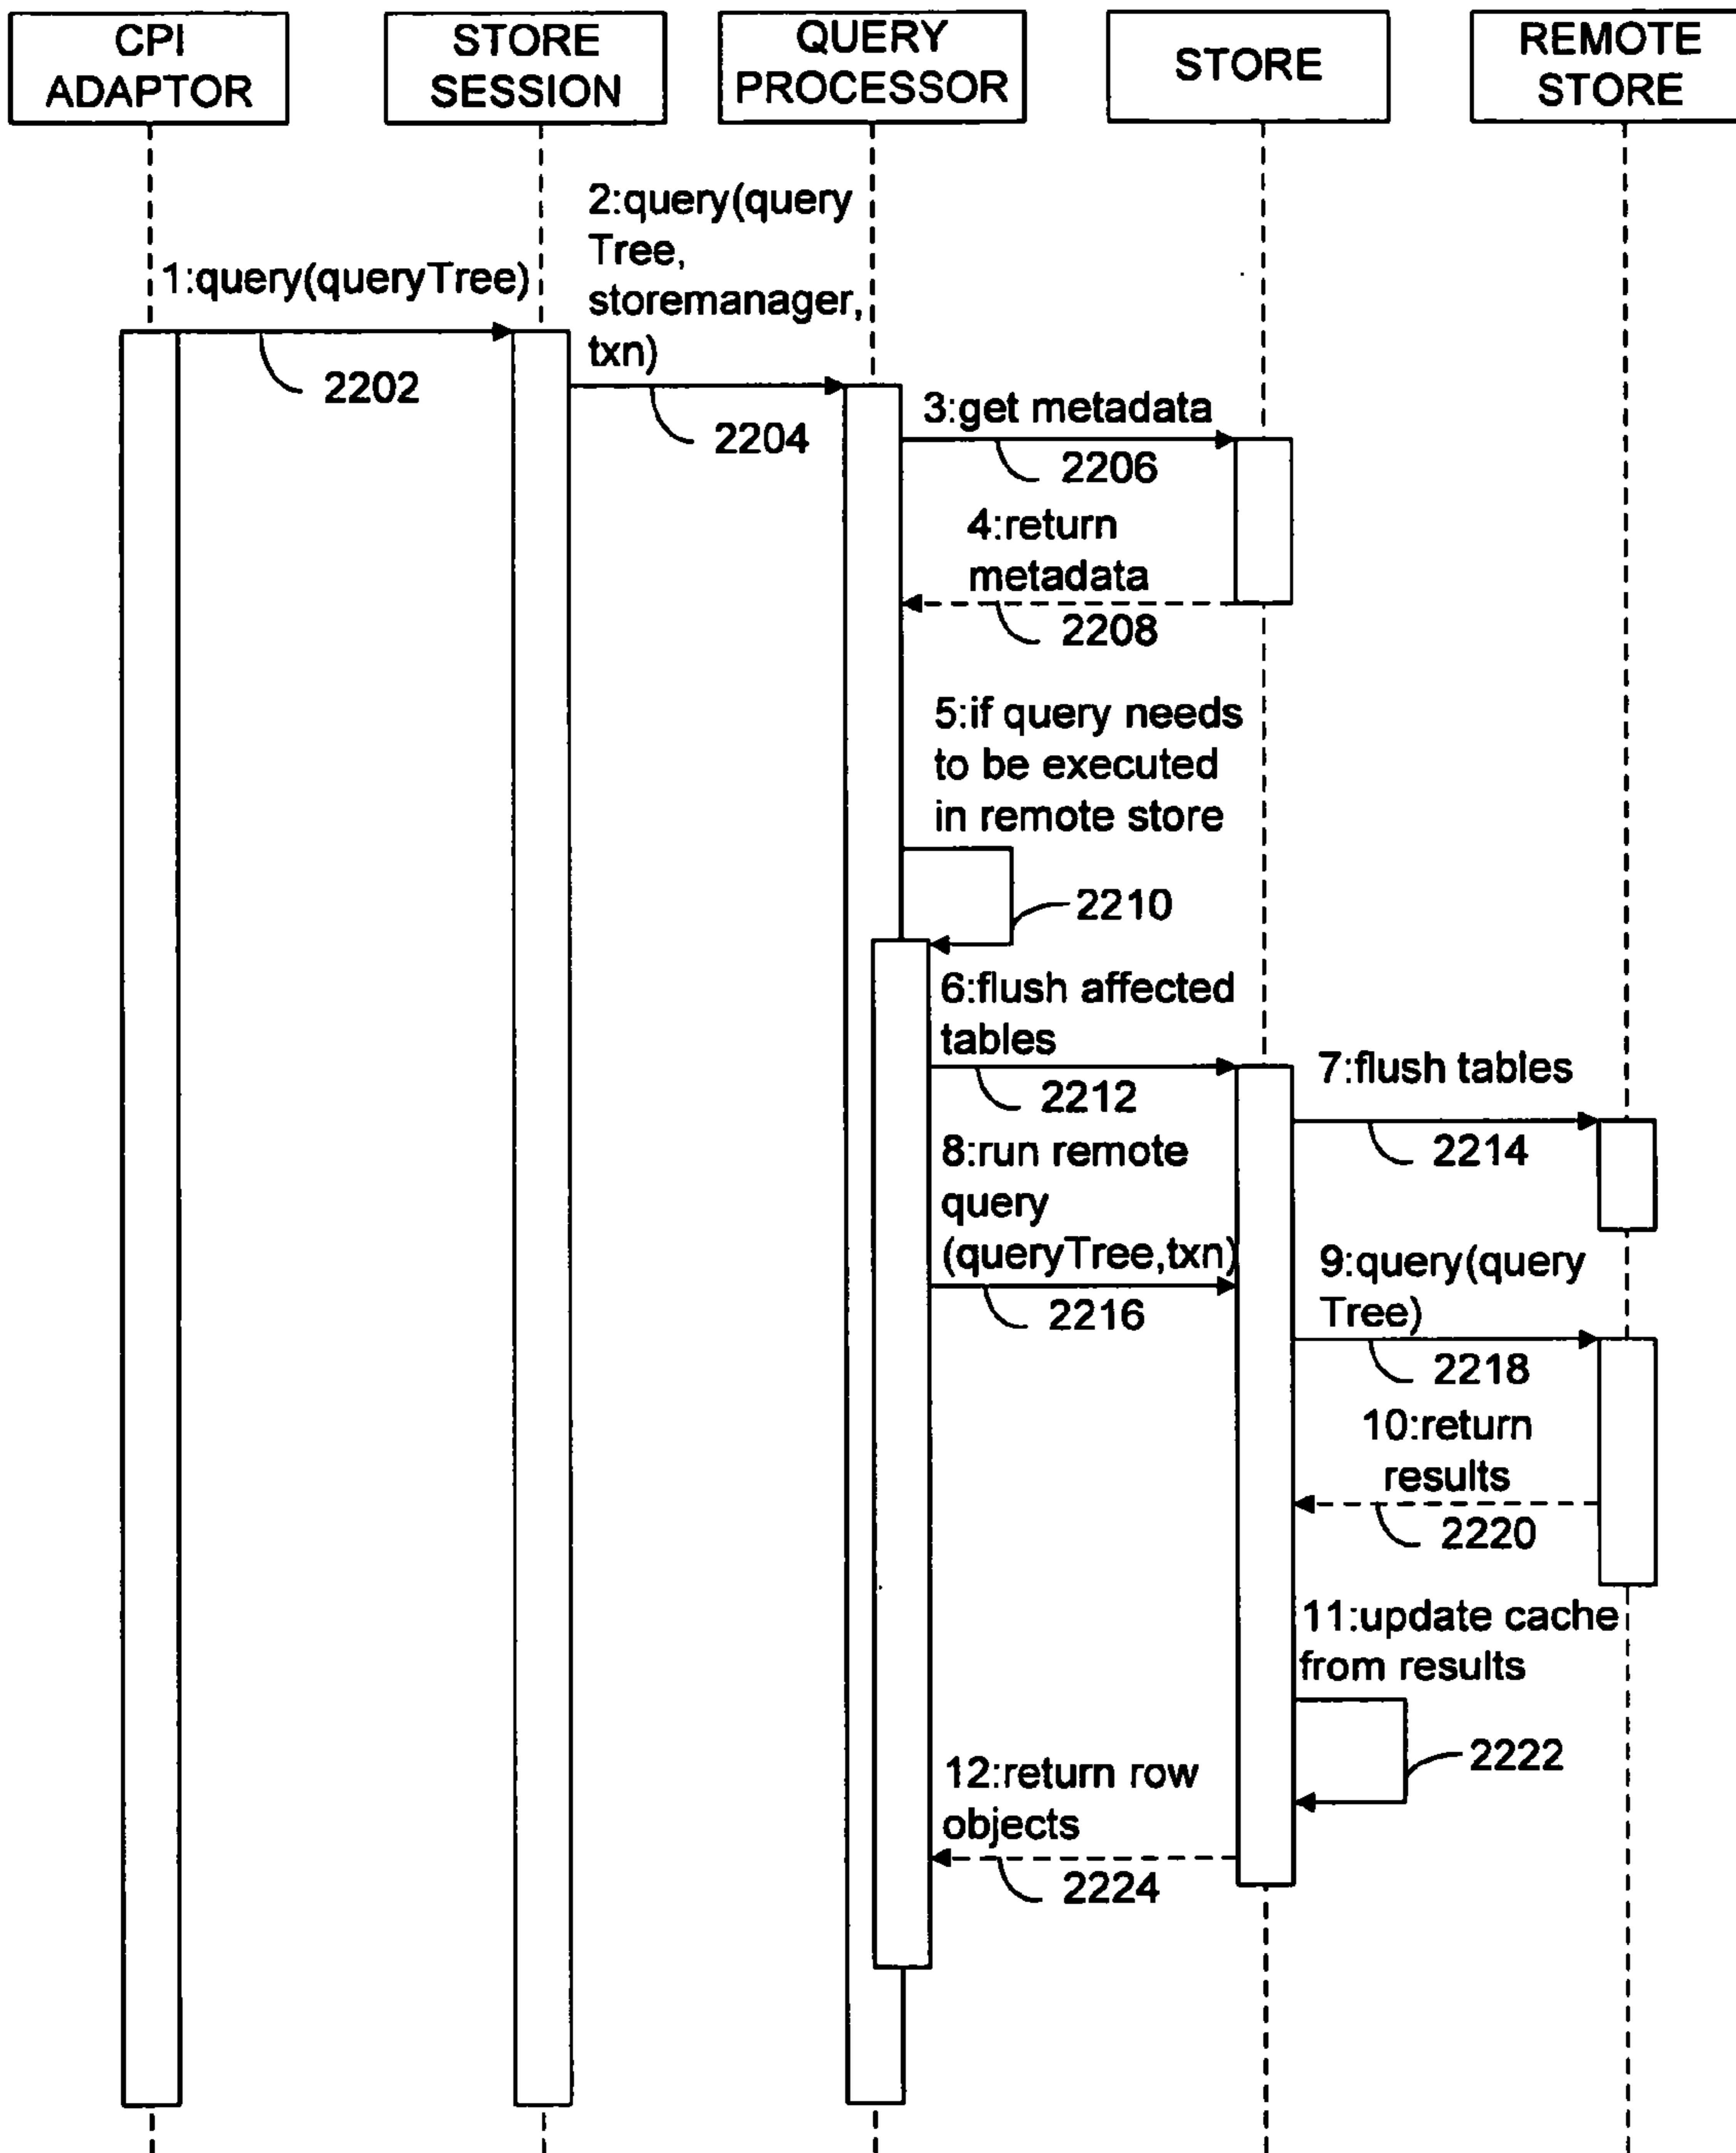 CPI
ADAPTOR
STORE
SESSION
QUERY
PROCESSOR
STORE
REMOTE
STORE
1:query(queryTree)
2202
2:query(query
Tree,
storemanager,
txn)
2204
3:get metadata
2206
4:return
metadata
2208
5:if query needs
to be executed
in remote store
2210
6:flush affected
tables
2212
7:flush tables
2214
8:run remote
query
(queryTree,txn)
2216
9:query(query
Tree)
2218
10:return
results
2220
11:update cache
from results
2222
12:return row
objects
2224